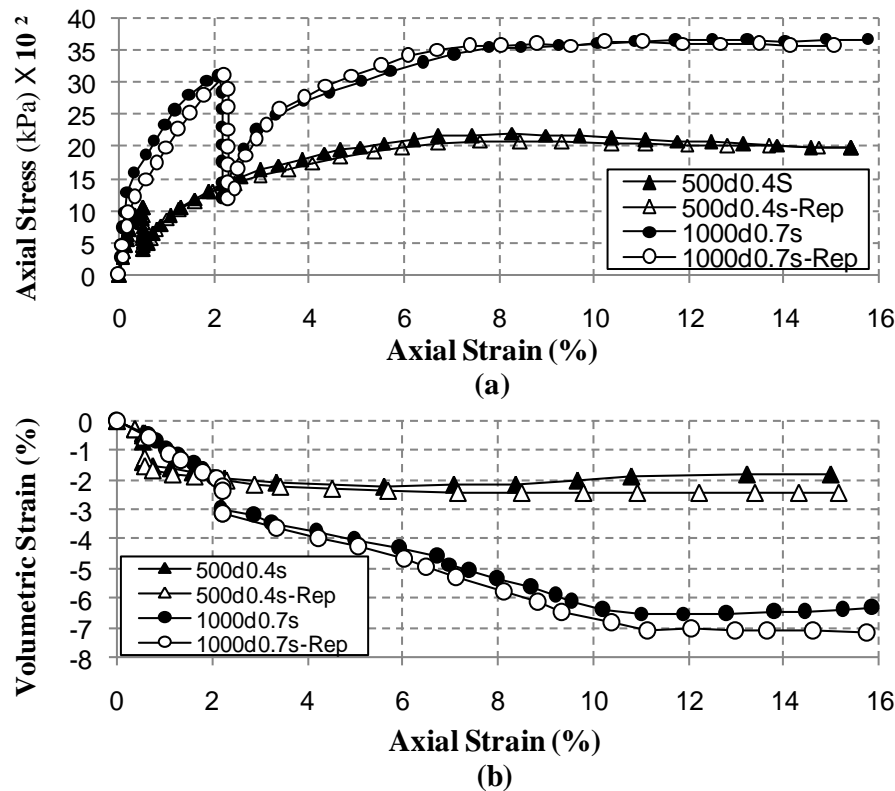 40
35
30
25
20
15
10
5
0
Axial Stress (kPa) X 10 ²
500d0.4S
500d0.4s-Rep
1000d0.7s
1000d0.7s-Rep
0 2 4 6 8 10 12 14 16
Axial Strain (%)
(a)
0
-1
-2
-3
-4
-5
-6
-7
-8
Volumetric Strain (%)
500d0.4s
500d0.4s-Rep
1000d0.7s
1000d0.7s-Rep
0 2 4 6 8 10 12 14 16
Axial Strain (%)
(b)